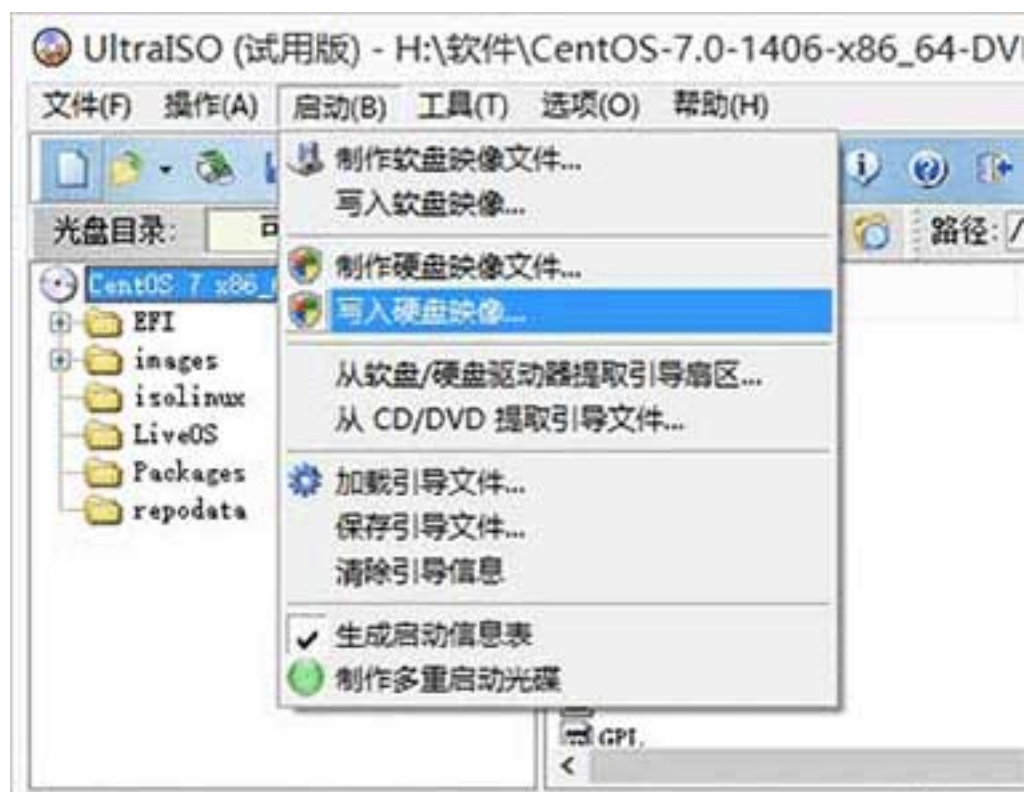 UltraISO (试用版) - H:\软件\CentOS-7.0-1406-x86_64-DV
文件(F) 操作(A) 启动(B) 工具(T) 选项(O) 帮助(H)
制作软盘映像文件...
写入软盘映像...
光盘目录: 可
路径: /
制作硬盘映像文件...
CentOS 7 x86_
写入硬盘映像...
EFI
images
从软盘/硬盘驱动器提取引导扇区...
isolinux
从 CD/DVD 提取引导文件...
LiveOS
Packages
加载引导文件...
repodata
保存引导文件...
清除引导信息
生成启动信息表
制作多重启动光碟
GPL